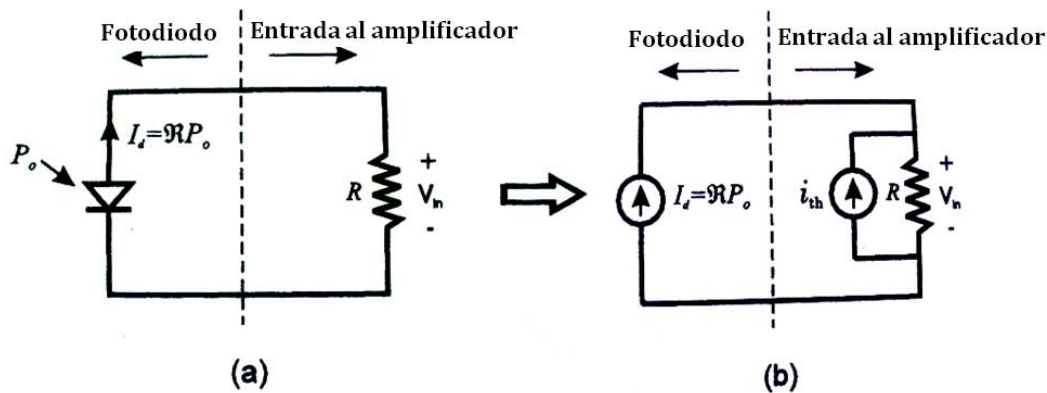 Fotodiodo
Entrada al amplificador
I_d=ℜP_o
P_o
R
+
V_in
-
(a)
Fotodiodo
Entrada al amplificador
I_d=ℜP_o
i_th
R
+
V_in
-
(b)